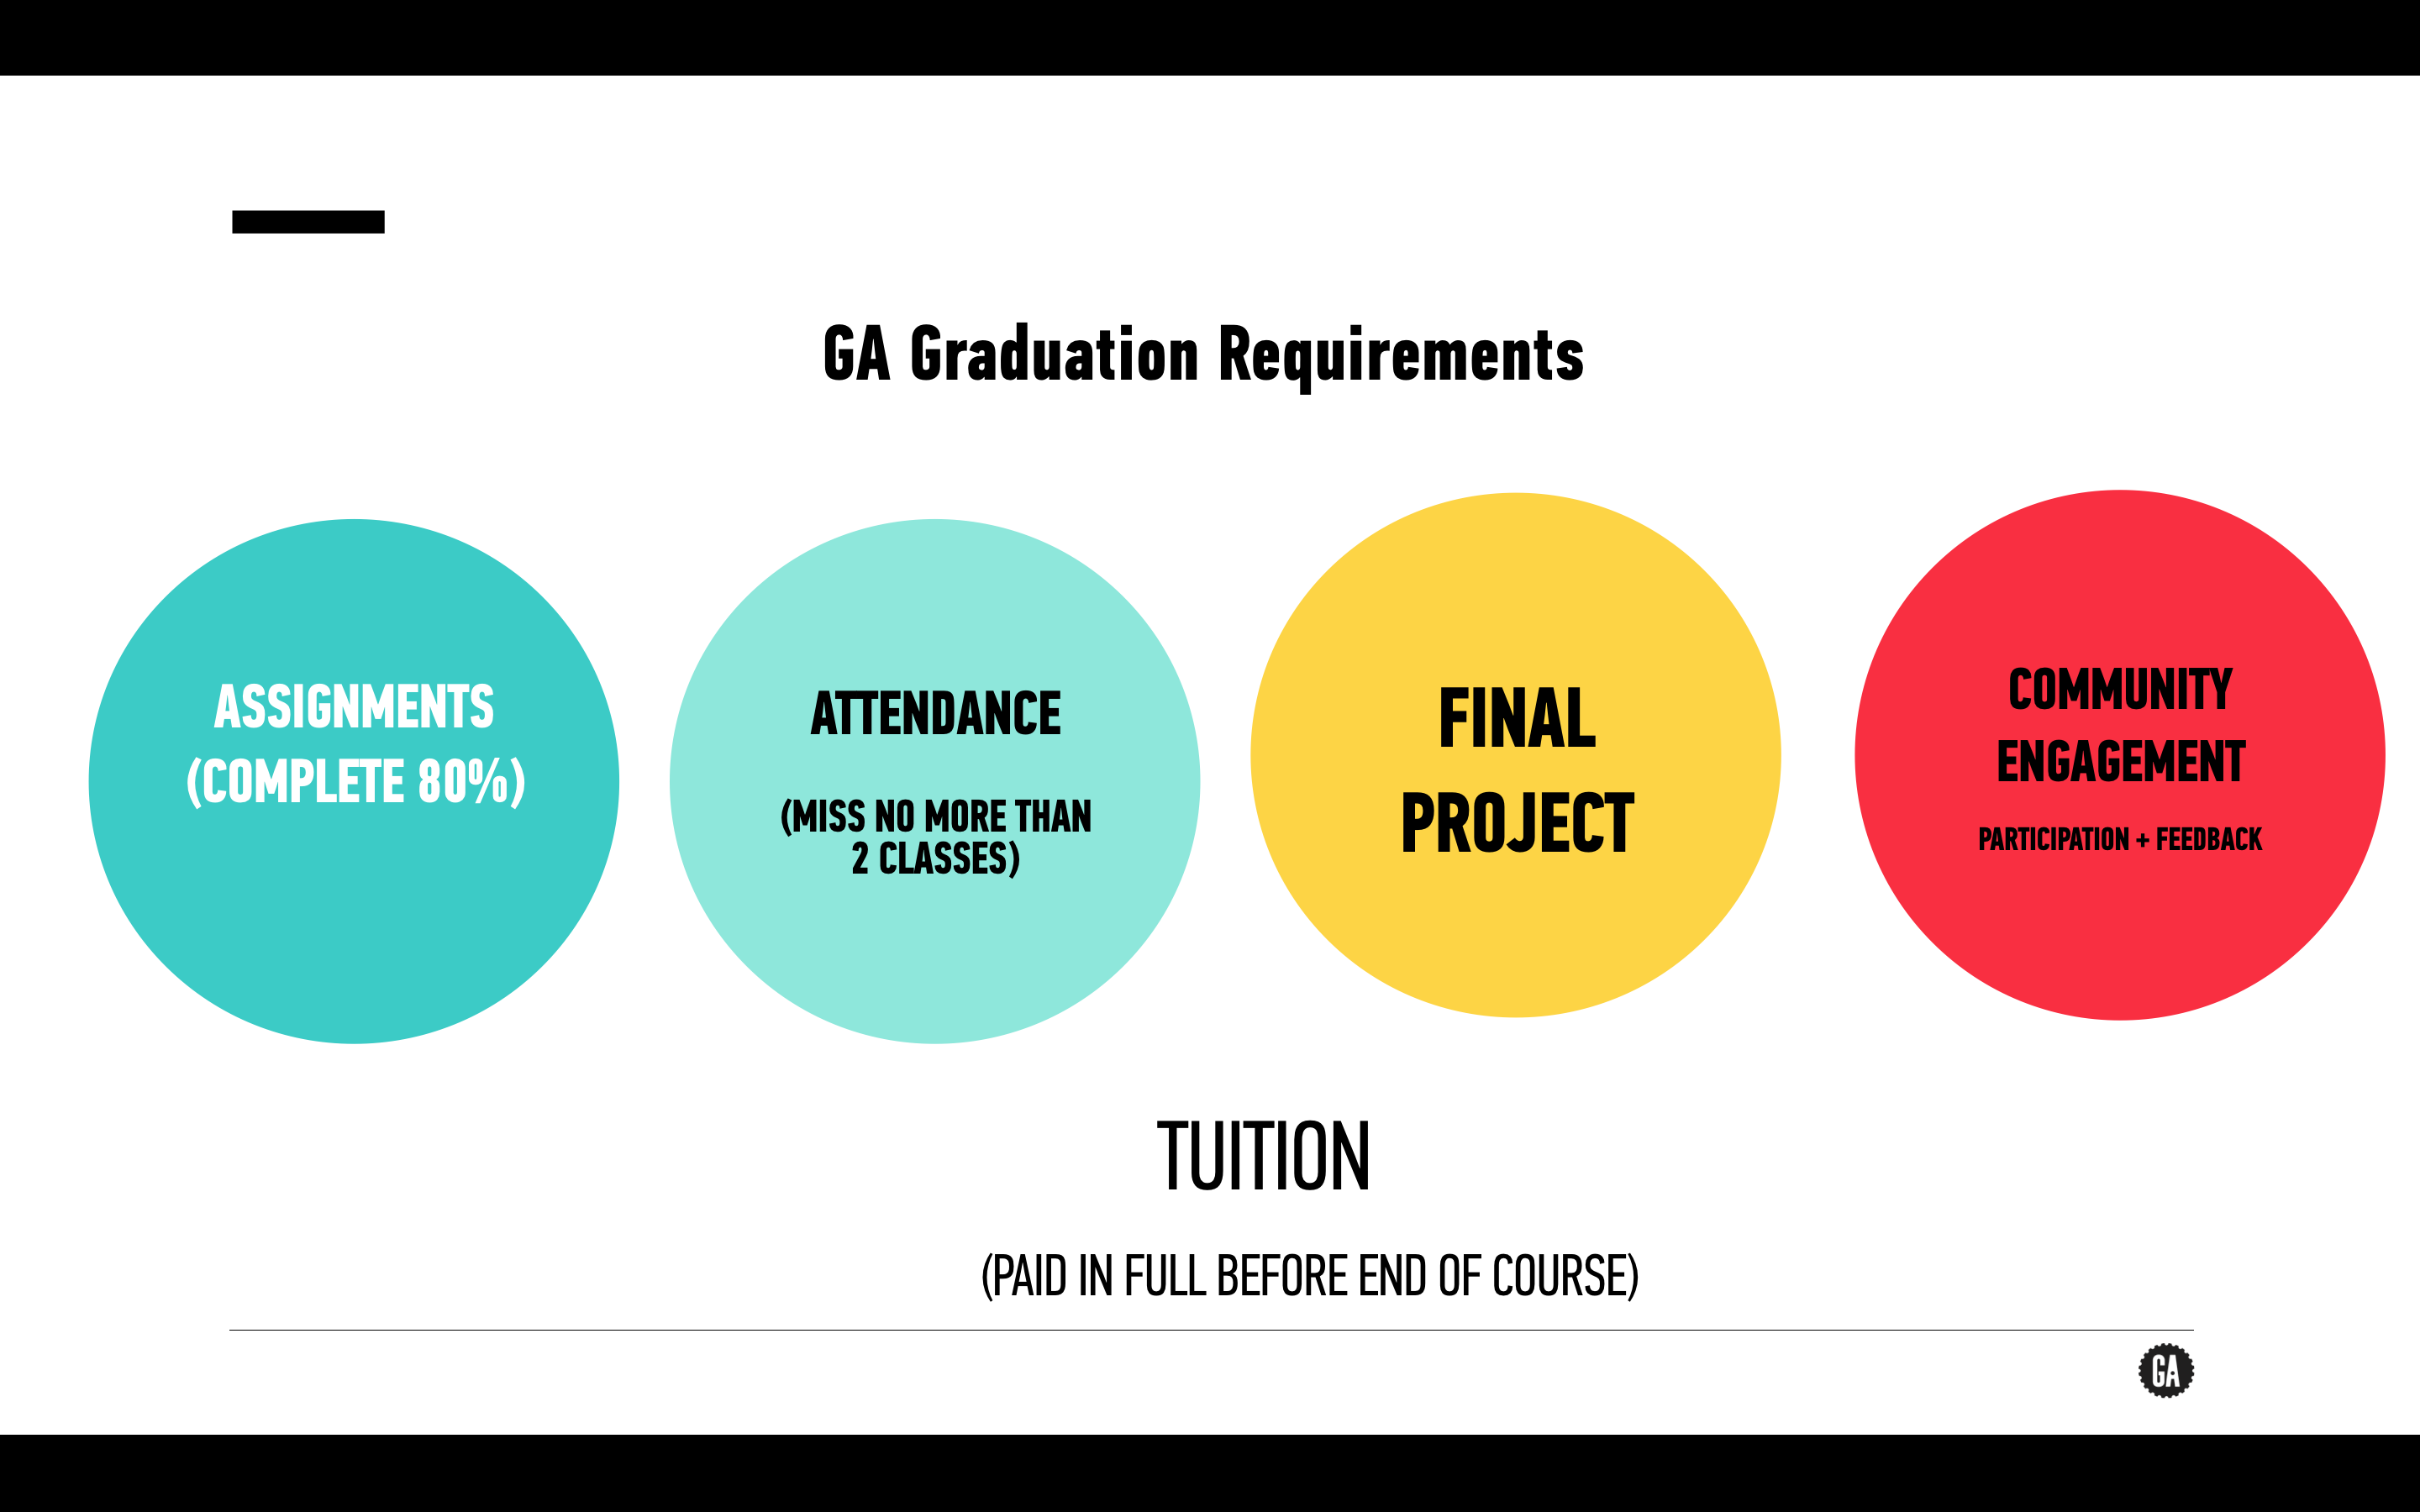 GA Graduation Requirements
ASSIGNMENTS
(COMPLETE 80%)
ATTENDANCE
(MISS NO MORE THAN
2 CLASSES)
FINAL
PROJECT
COMMUNITY
ENGAGEMENT
PARTICIPATION + FEEDBACK
TUITION
(PAID IN FULL BEFORE END OF COURSE)
GA